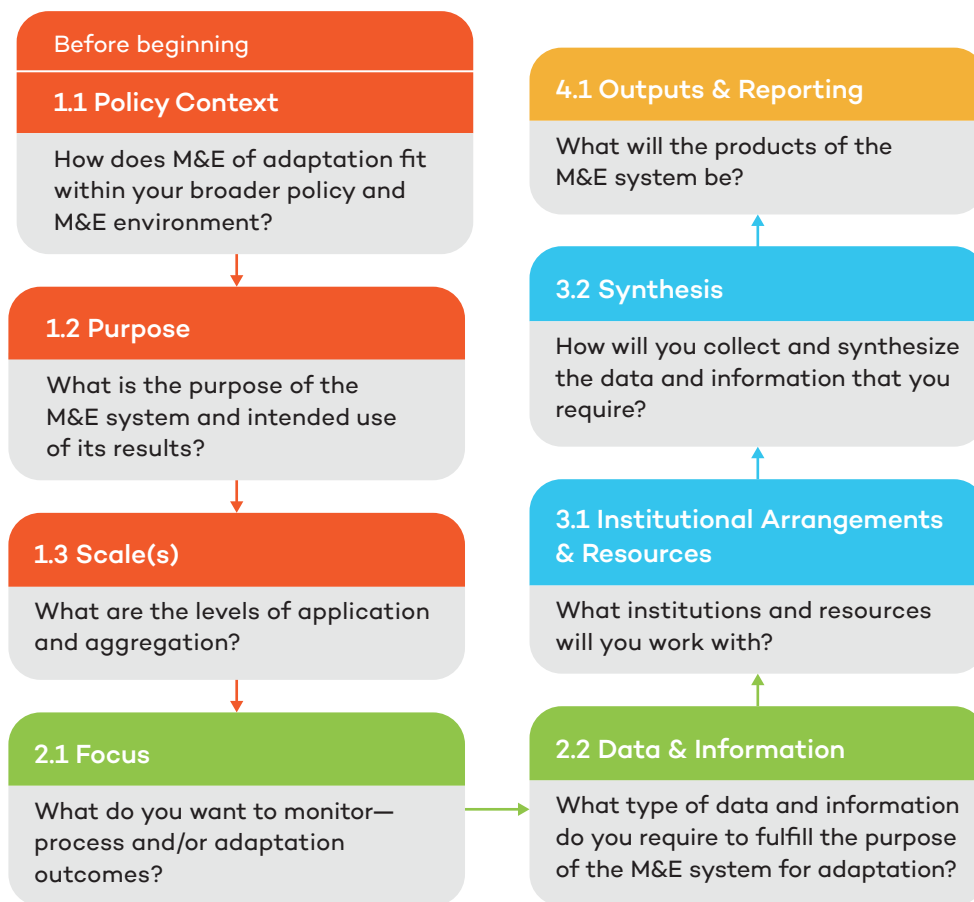 Before beginning
1.1 Policy Context
How does M&E of adaptation fit
within your broader policy and
M&E environment?
1.2 Purpose
What is the purpose of the
M&E system and intended use
of its results?
1.3 Scale(s)
What are the levels of application
and aggregation?
2.1 Focus
What do you want to monitor—
process and/or adaptation
outcomes?
2.2 Data & Information
What type of data and information
do you require to fulfill the purpose
of the M&E system for adaptation?
3.1 Institutional Arrangements
& Resources
What institutions and resources
will you work with?
3.2 Synthesis
How will you collect and synthesize
the data and information that you
require?
4.1 Outputs & Reporting
What will the products of the
M&E system be?